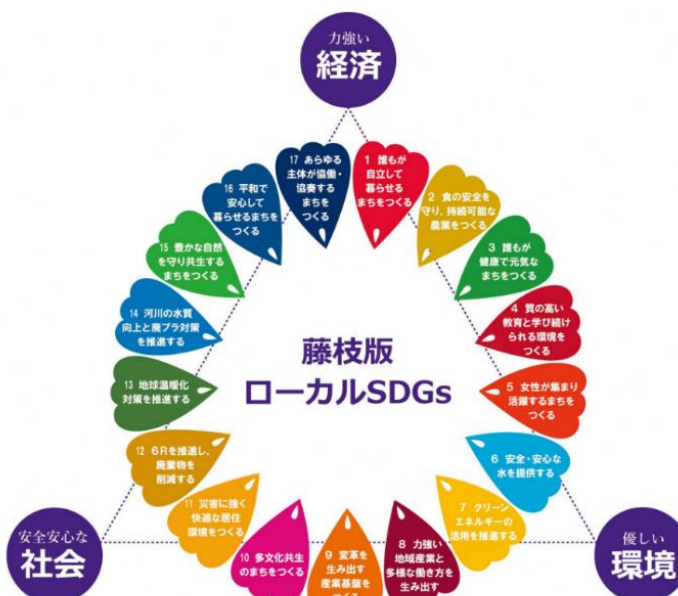 力強い
経済
17 あらゆる
主体が協働・
協奏する
まちを
つくる
1 誰もが
自立して
暮らせる
まちをつくる
16 平和で
安心して
暮らせるまちを
つくる
2 食の安全を
守り、持続可能な
農業をつくる
15 豊かな自然
を守り共生する
まちをつくる
3 誰もが
健康で元気な
まちをつくる
14 河川の水質
向上と廃プラ対策
を推進する
4 質の高い
教育と学び続け
られる環境を
つくる
藤枝版
ローカルSDGs
13 地球温暖化
対策を推進する
5 女性が集まり
活躍するまちを
つくる
12 6Rを推進し、
廃棄物を
削減する
6 安全・安心な
水を提供する
11 災害に強く
快適な居住
環境をつくる
7 クリーン
エネルギーの
活用を推進する
10 多文化共生
のまちをつくる
9 変革を
生み出す
産業基盤を
つくる
8 力強い
地域産業と
多様な働き方を
生み出す
安全安心な
社会
優しい
環境